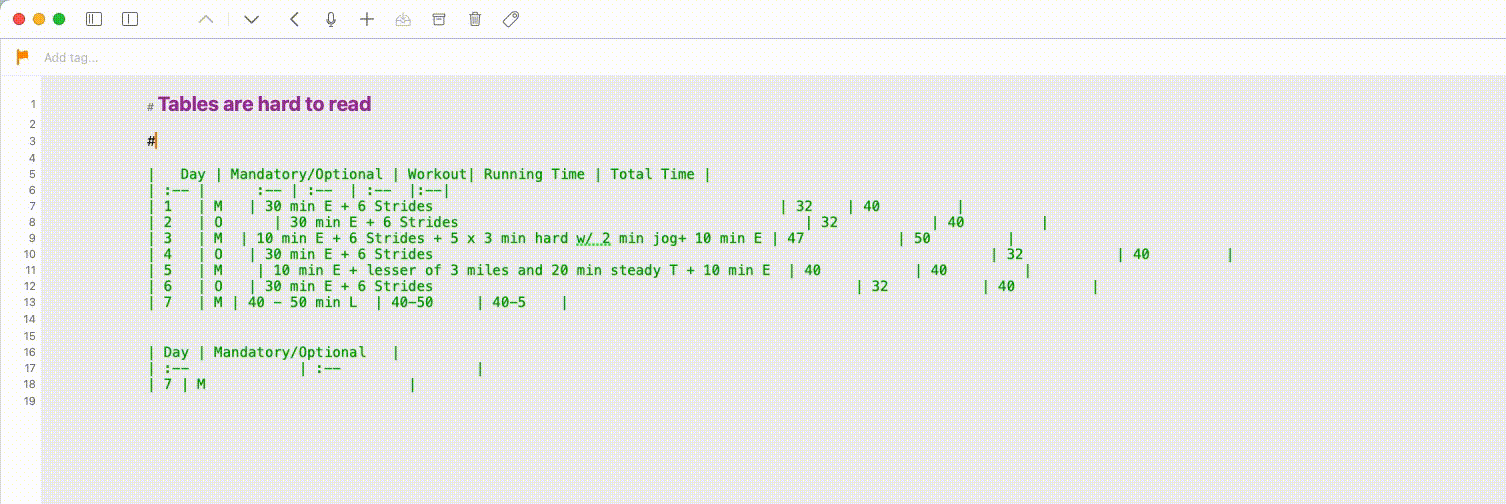 Add tag...
1 # Tables are hard to read
2
3 #
4
5 |   Day | Mandatory/Optional | Workout| Running Time | Total Time |
6 | :-- |      :-- | :--  | :--  |:--|
7 | 1   | M   | 30 min E + 6 Strides                                         | 32    | 40         |
8 | 2   | O      | 30 min E + 6 Strides                                         | 32           | 40         |
9 | 3   | M  | 10 min E + 6 Strides + 5 x 3 min hard w/ 2 min jog+ 10 min E | 47           | 50         |
10 | 4   | O   | 30 min E + 6 Strides                                                                  | 32           | 40         |
11 | 5   | M    | 10 min E + lesser of 3 miles and 20 min steady T + 10 min E  | 40           | 40         |
12 | 6   | O   | 30 min E + 6 Strides                                                  | 32           | 40         |
13 | 7   | M | 40 - 50 min L  | 40-50     | 40-5    |
14
15
16 | Day | Mandatory/Optional   |
17 | :--             | :--                |
18 | 7 | M                        |
19